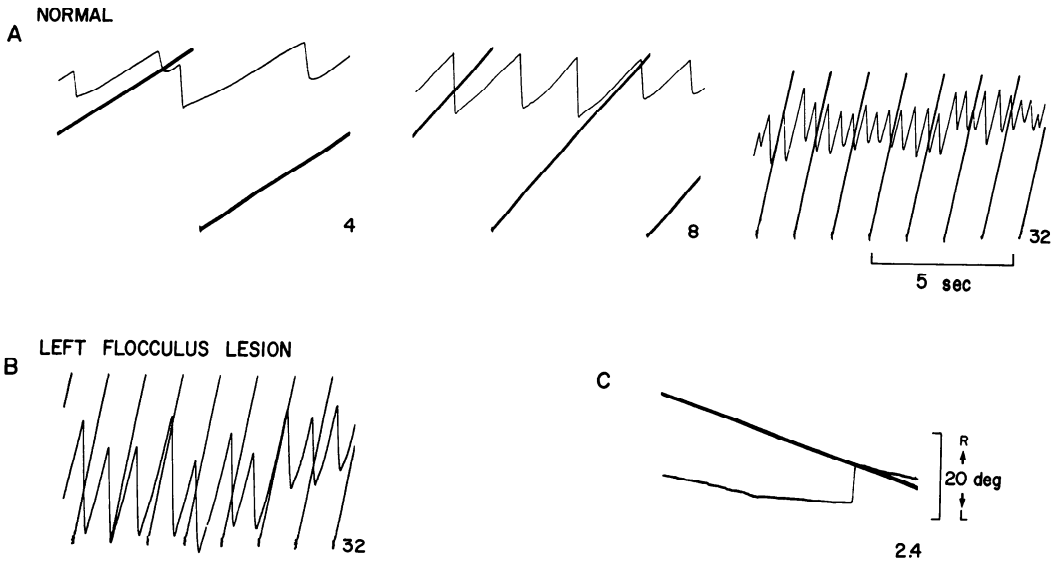 NORMAL
A
4
8
32
5 sec
LEFT FLOCCULUS LESION
B
C
R
20 deg
L
32
2.4